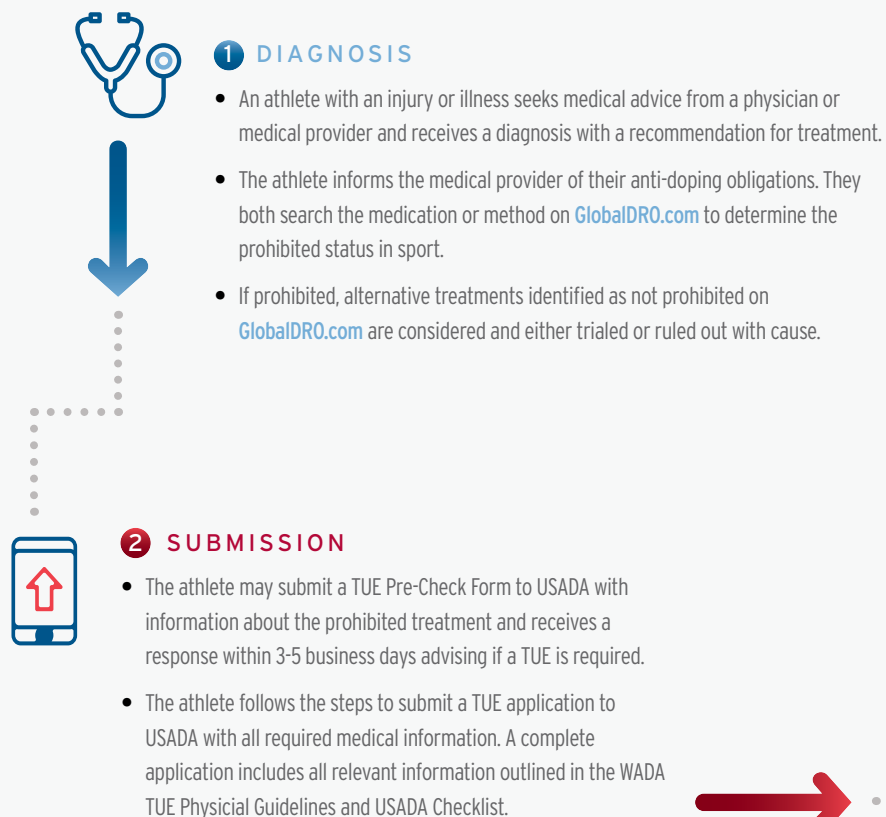 1 DIAGNOSIS
• An athlete with an injury or illness seeks medical advice from a physician or
medical provider and receives a diagnosis with a recommendation for treatment.
• The athlete informs the medical provider of their anti-doping obligations. They
both search the medication or method on GlobalDRO.com to determine the
prohibited status in sport.
• If prohibited, alternative treatments identified as not prohibited on
GlobalDRO.com are considered and either trialed or ruled out with cause.
2 SUBMISSION
• The athlete may submit a TUE Pre-Check Form to USADA with
information about the prohibited treatment and receives a
response within 3-5 business days advising if a TUE is required.
• The athlete follows the steps to submit a TUE application to
USADA with all required medical information. A complete
application includes all relevant information outlined in the WADA
TUE Physicial Guidelines and USADA Checklist.